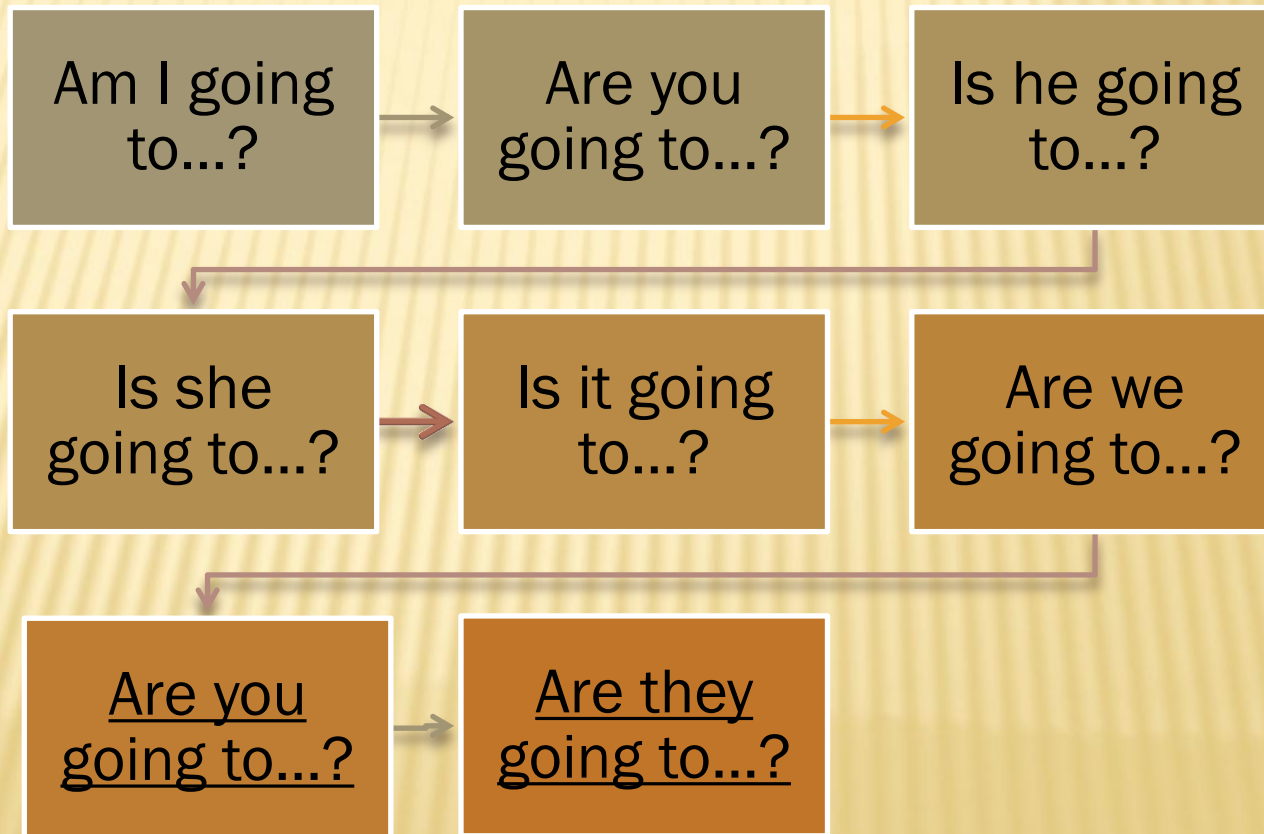 Am I going
to...?
Are you
going to...?
Is he going
to...?
Is she
going to...?
Is it going
to...?
Are we
going to...?
Are you
going to...?
Are they
going to...?